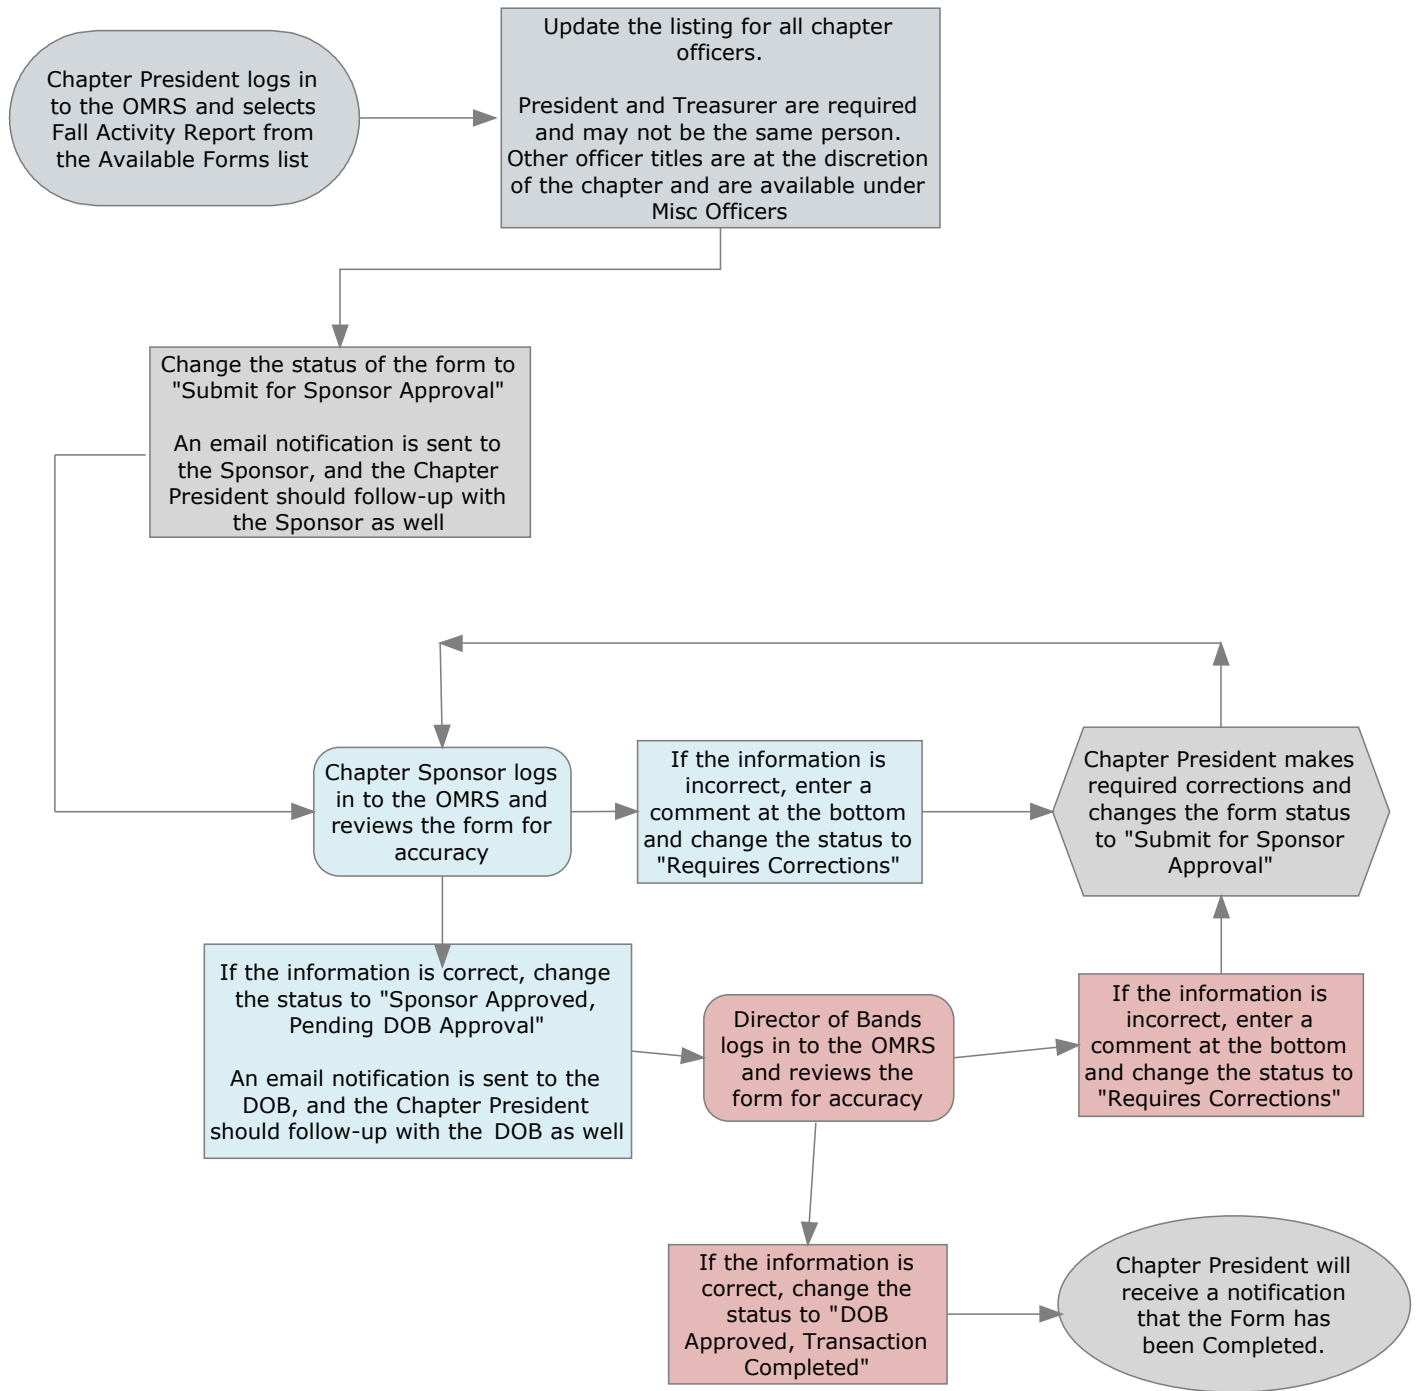 Chapter President logs in
to the OMRS and selects
Fall Activity Report from
the Available Forms list
Update the listing for all chapter
officers.
President and Treasurer are required
and may not be the same person.
Other officer titles are at the discretion
of the chapter and are available under
Misc Officers
Change the status of the form to
"Submit for Sponsor Approval"
An email notification is sent to
the Sponsor, and the Chapter
President should follow-up with
the Sponsor as well
Chapter Sponsor logs
in to the OMRS and
reviews the form for
accuracy
If the information is
incorrect, enter a
comment at the bottom
and change the status to
"Requires Corrections"
Chapter President makes
required corrections and
changes the form status
to "Submit for Sponsor
Approval"
If the information is correct, change
the status to "Sponsor Approved,
Pending DOB Approval"
An email notification is sent to the
DOB, and the Chapter President
should follow-up with the DOB as well
Director of Bands
logs in to the OMRS
and reviews the
form for accuracy
If the information is
incorrect, enter a
comment at the bottom
and change the status to
"Requires Corrections"
If the information is
correct, change the
status to "DOB
Approved, Transaction
Completed"
Chapter President will
receive a notification
that the Form has
been Completed.